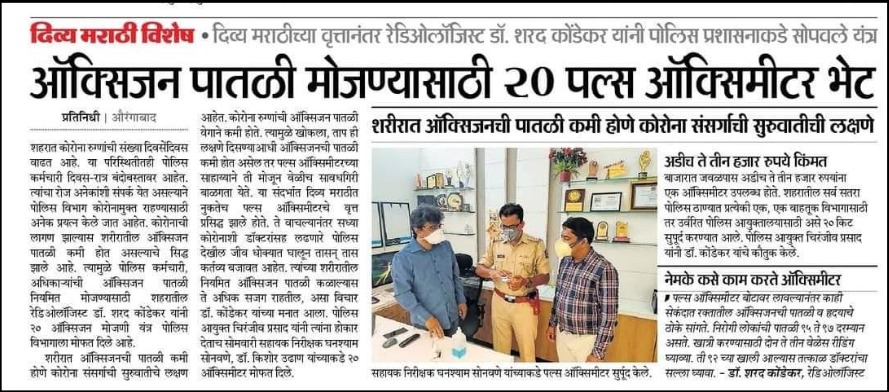 दिव्य मराठी विशेष • दिव्य मराठीच्या वृत्तानंतर रेडिओलॉजिस्ट डॉ. शरद कोंडेकर यांनी पोलिस प्रशासनाकडे सोपवले यंत्र
ऑक्सिजन पातळी मोजण्यासाठी २० पल्स ऑक्सिमीटर भेट
प्रतिनिधी | औरंगाबाद
शहरात कोरोना रुग्णांची संख्या दिवसेंदिवस
वाढत आहे. या परिस्थितीतही पोलिस
कर्मचारी दिवस-रात्र बंदोबस्तावर आहेत.
त्यांचा रोज अनेकांशी संपर्क येत असल्याने
पोलिस विभाग कोरोनामुक्त राहण्यासाठी
अनेक प्रयत्न केले जात आहेत. कोरोनाची
लागण झाल्यास शरीरातील ऑक्सिजन
पातळी कमी होत असल्याचे सिद्ध
झाले आहे. त्यामुळे पोलिस कर्मचारी,
अधिकाऱ्यांची ऑक्सिजन पातळी
नियमित मोजण्यासाठी शहरातील
रेडिओलॉजिस्ट डॉ. शरद कोंडेकर यांनी
२० ऑक्सिजन मोजणी यंत्र पोलिस
विभागाला मोफत दिले आहे.
शरीरातील ऑक्सिजनची पातळी कमी
होणे कोरोना संसर्गाची सुरुवातीचे लक्षण
आहेत. कोरोना रुग्णांची ऑक्सिजन पातळी
वेगाने कमी होते. त्यामुळे खोकला, ताप ही
लक्षणे दिसण्याआधी ऑक्सिजनची पातळी
कमी होत असेल तर पल्स ऑक्सिमीटरच्या
साहाय्याने ती मोजून वेळीच सावधगिरी
बाळगता येते. या संदर्भात दिव्य मराठीत
नुकतेच पल्स ऑक्सिमीटरचे वृत्त
प्रसिद्ध झाले होते. ते वाचल्यानंतर सध्या
कोरोनाशी डॉक्टरांसह लढणारे पोलिस
देखील जीव धोक्यात घालून तासन् तास
कर्तव्य बजावत आहेत. त्यांच्या शरीरातील
नियमित ऑक्सिजन पातळी कळाल्यास
ते अधिक सजग राहतील, असा विचार
डॉ. कोंडेकर यांच्या मनात आला. पोलिस
आयुक्त चिरंजीव प्रसाद यांनी त्यांना होकार
देताच सोमवारी सहायक निरीक्षक घनश्याम
सोनवणे, डॉ. किशोर उढाण यांच्याकडे २०
ऑक्सिमीटर मोफत दिले.
शरीरात ऑक्सिजनची पातळी कमी होणे कोरोना संसर्गाची सुरुवातीची लक्षणे
सहायक निरीक्षक घनश्याम सोनवणे यांच्याकडे पल्स ऑक्सिमीटर सुपूर्द केले.
अडीच ते तीन हजार रुपये किंमत
बाजारात जवळपास अडीच ते तीन हजार रुपयांना
एक ऑक्सिमीटर उपलब्ध होते. शहरातील सर्व सतरा
पोलिस ठाण्यात प्रत्येकी एक, एक वाहतूक विभागासाठी
तर उर्वरित पोलिस आयुक्तालयासाठी असे २० किट
सुपूर्द करण्यात आले. पोलिस आयुक्त चिरंजीव प्रसाद
यांनी डॉ. कोंडेकर यांचे कौतुक केले.
नेमके कसे काम करते ऑक्सिमीटर
पल्स ऑक्सिमीटर बोटावर लावल्यानंतर काही
सेकंदात रक्तातील ऑक्सिजनची पातळी व हृदयाचे
ठोके सांगते. निरोगी लोकांची पातळी ९५ ते ९७ दरम्यान
असते. खात्री करण्यासाठी दोन ते तीन वेळेस रीडिंग
घ्याव्या. ती ९२ च्या खाली आल्यास तत्काळ डॉक्टरांचा
सल्ला घ्यावा. - डॉ. शरद कोंडेकर, रेडिओलॉजिस्ट